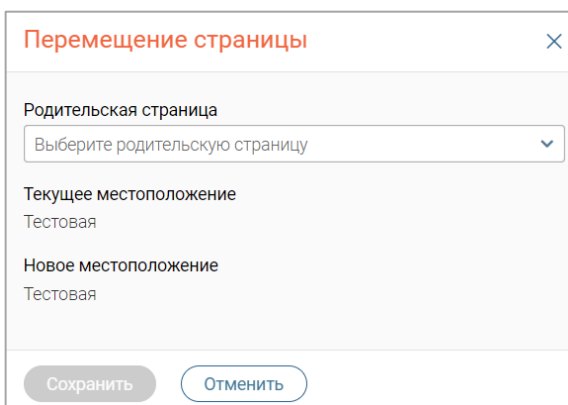 Перемещение страницы
Родительская страница
Выберите родительскую страницу
Текущее местоположение
Тестовая
Новое местоположение
Тестовая
Сохранить Отменить